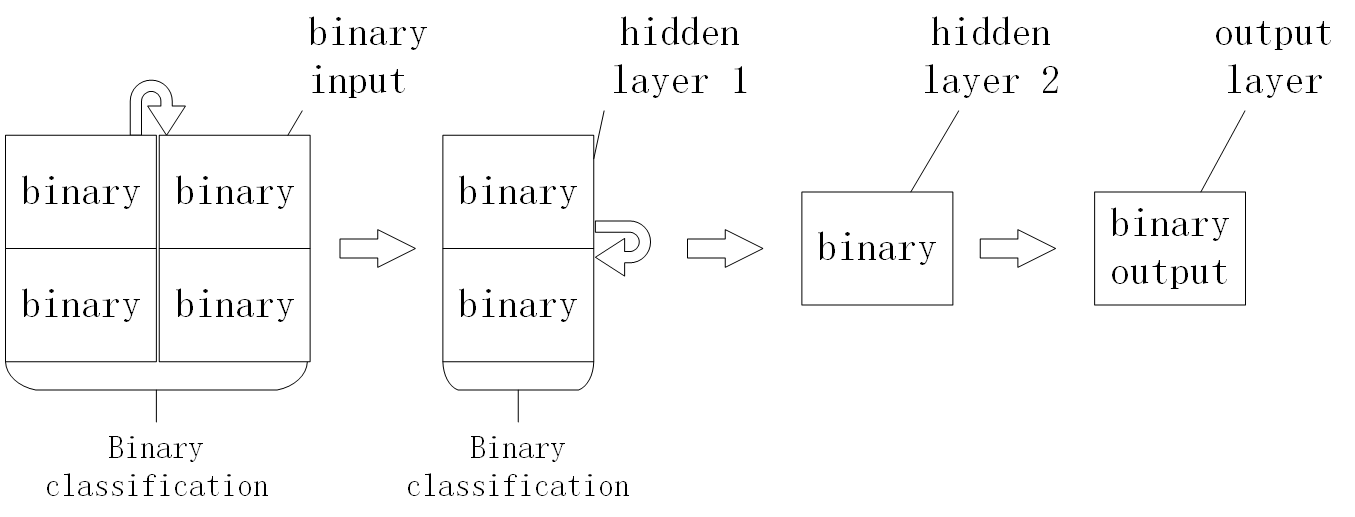 binary
input
hidden
layer 1
hidden
layer 2
output
layer
binary
binary
binary
binary
binary
binary
binary
binary
output
Binary
classification
Binary
classification